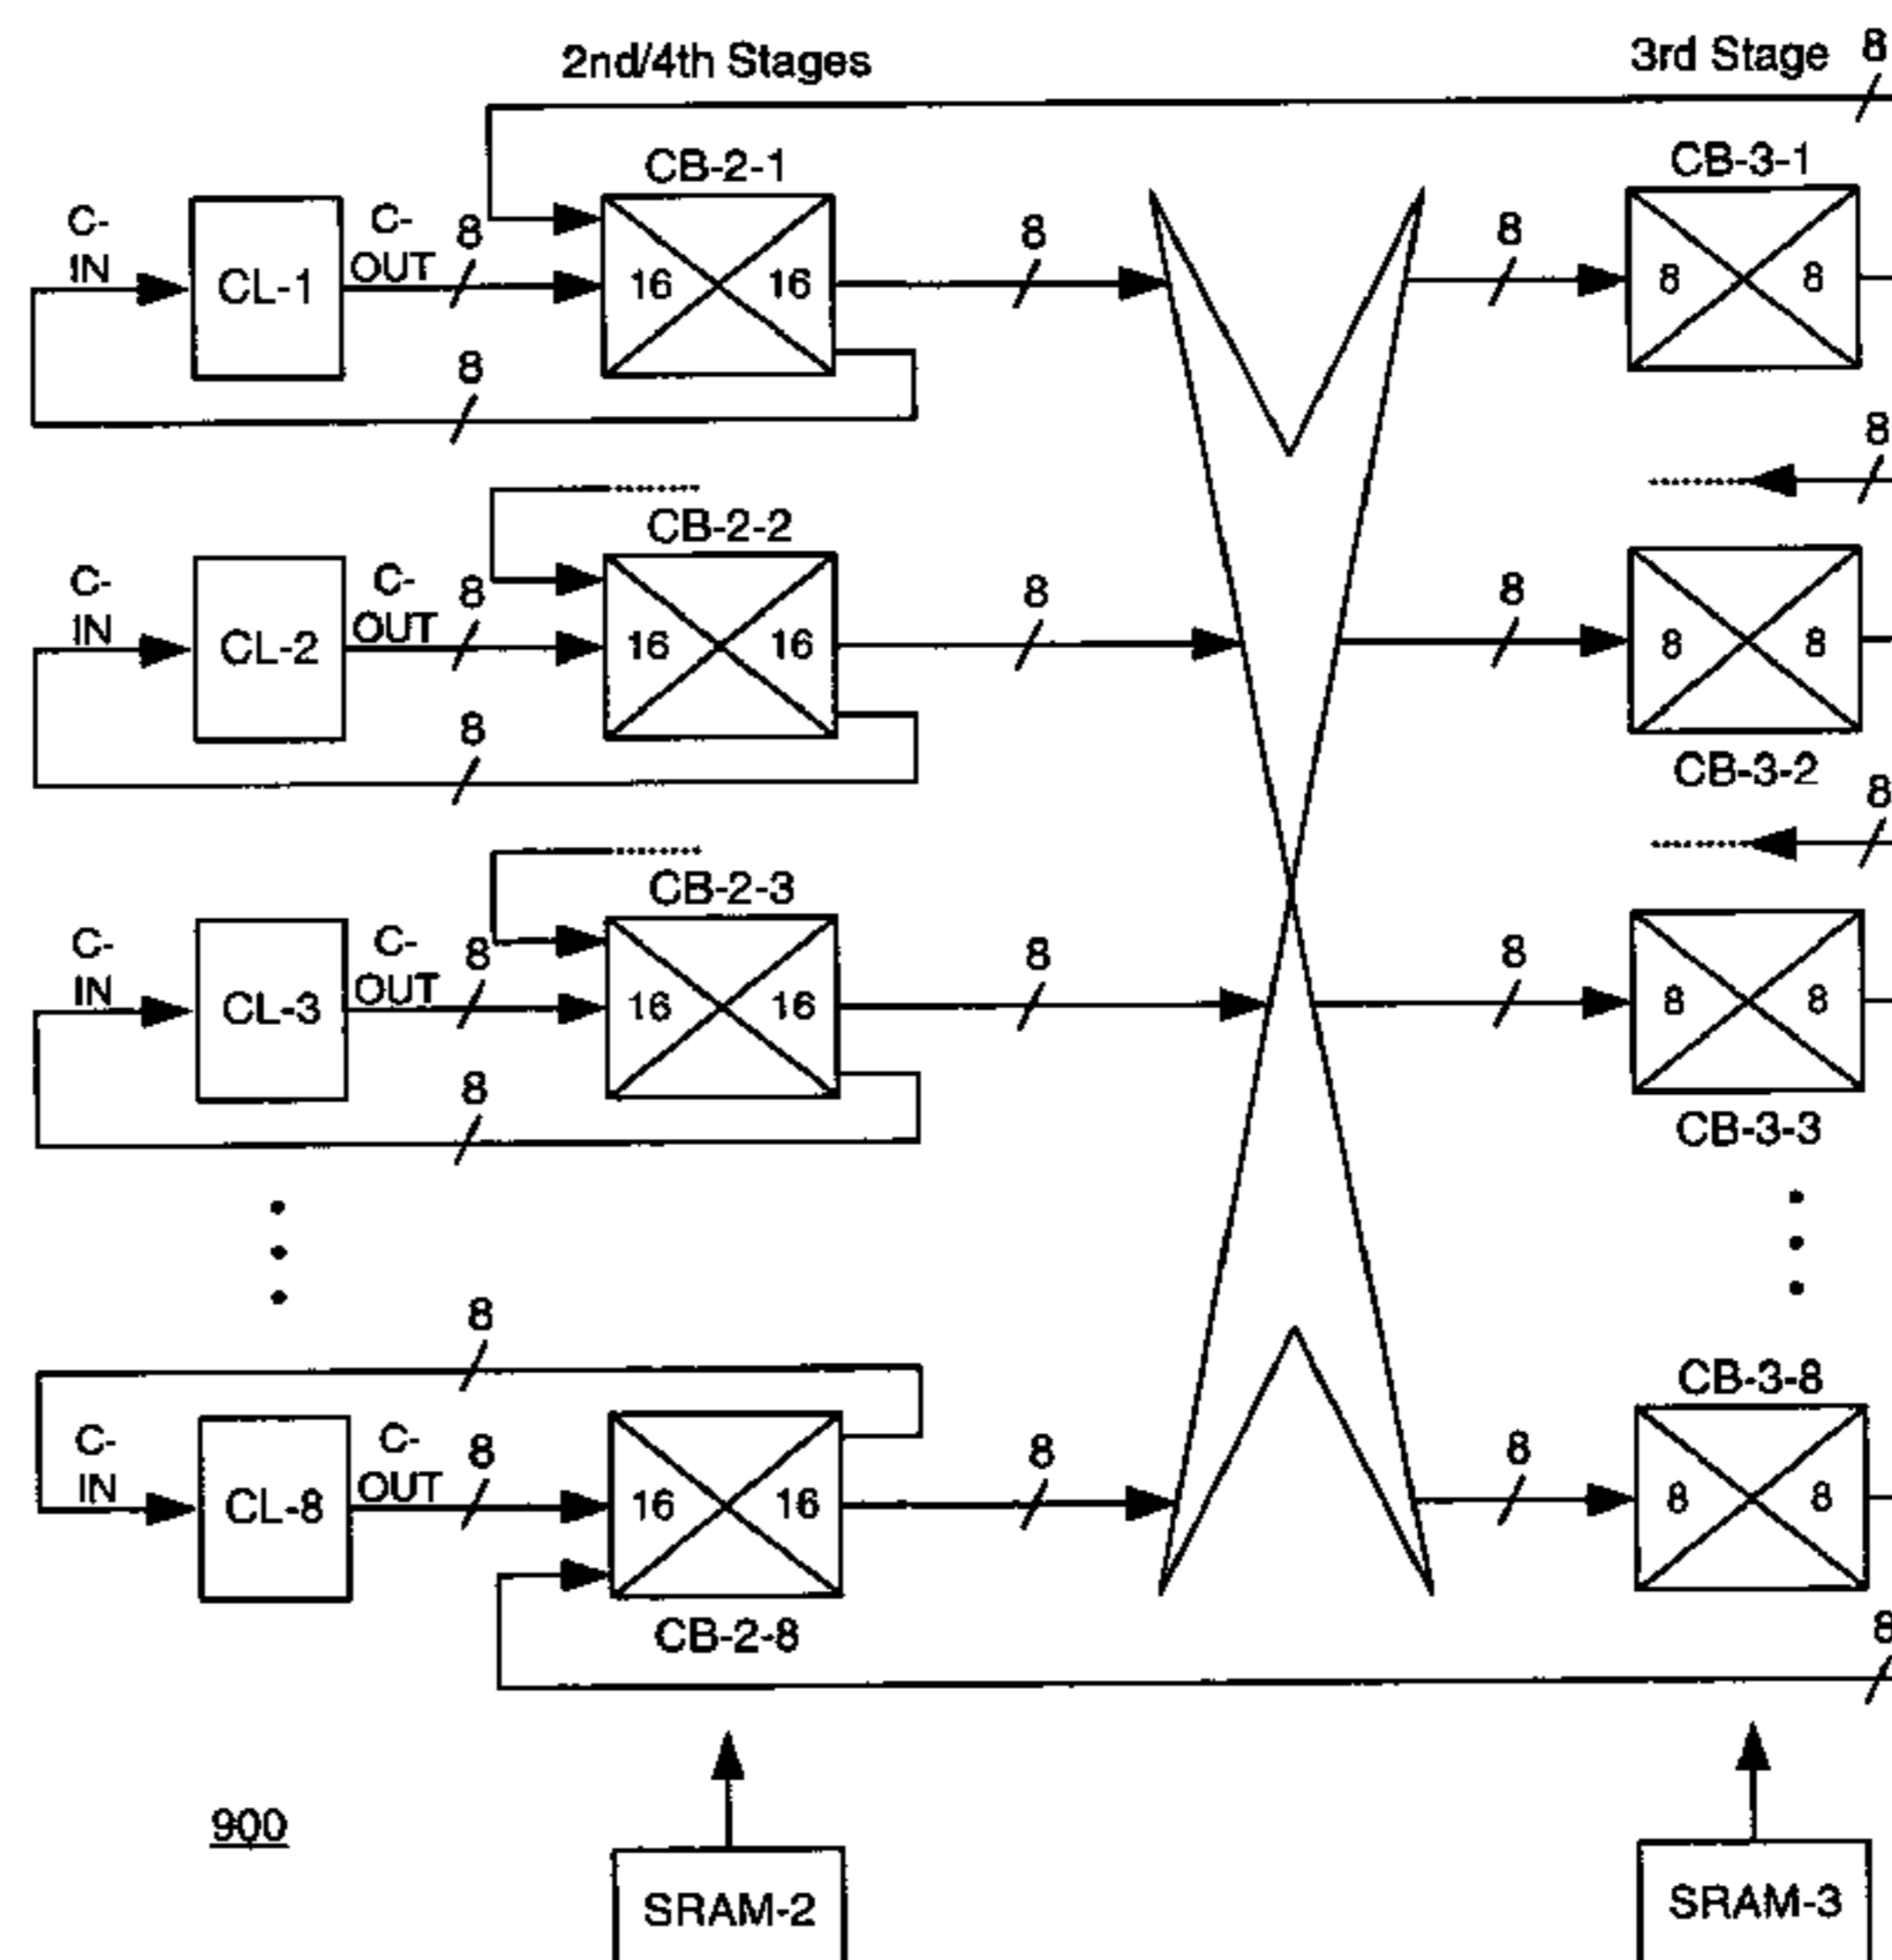 2nd/4th Stages
3rd Stage
8
CB-2-1
CB-3-1
C-
IN
CL-1
C-
OUT
8
16
16
8
8
8
8
8
8
CB-2-2
C-
IN
CL-2
C-
OUT
8
16
16
8
8
8
8
8
CB-3-2
8
CB-2-3
C-
IN
CL-3
C-
OUT
8
16
16
8
8
8
8
8
CB-3-3
8
CB-3-8
C-
IN
CL-8
C-
OUT
8
16
16
8
8
8
8
CB-2-8
8
900
SRAM-2
SRAM-3